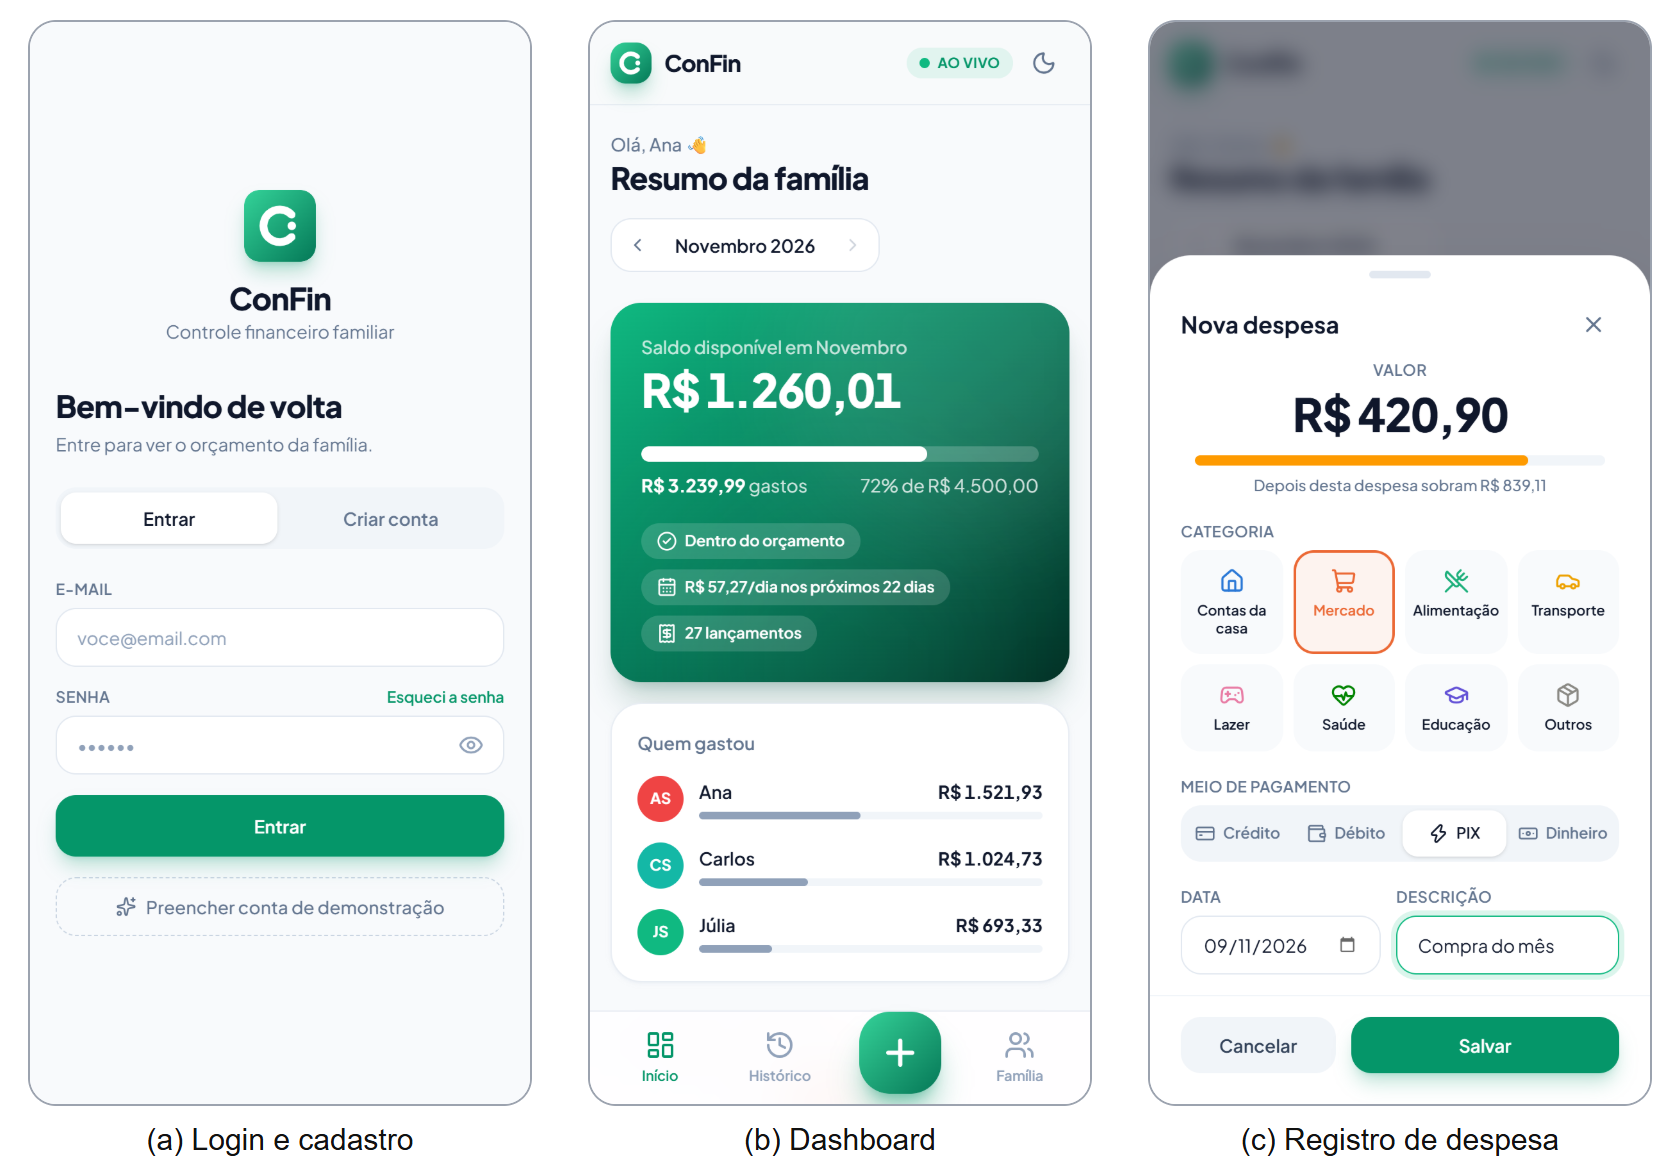 ConFin
Controle financeiro familiar
Bem-vindo de volta
Entre para ver o orçamento da família.
Entrar
Criar conta
E-MAIL
voce@email.com
SENHA
Esqueci a senha
Entrar
Preencher conta de demonstração
(a) Login e cadastro
ConFin
AO VIVO
Olá, Ana 👋
Resumo da família
Novembro 2026
Saldo disponível em Novembro
R$ 1.260,01
R$ 3.239,99 gastos
72% de R$ 4.500,00
Dentro do orçamento
R$ 57,27/dia nos próximos 22 dias
27 lançamentos
Quem gastou
AS
Ana
R$ 1.521,93
CS
Carlos
R$ 1.024,73
JS
Júlia
R$ 693,33
Início
Histórico
Família
(b) Dashboard
Nova despesa
VALOR
R$ 420,90
Depois desta despesa sobram R$ 839,11
CATEGORIA
Contas da
casa
Mercado
Alimentação
Transporte
Lazer
Saúde
Educação
Outros
MEIO DE PAGAMENTO
Crédito
Débito
PIX
Dinheiro
DATA
DESCRIÇÃO
09/11/2026
Compra do mês
Cancelar
Salvar
(c) Registro de despesa